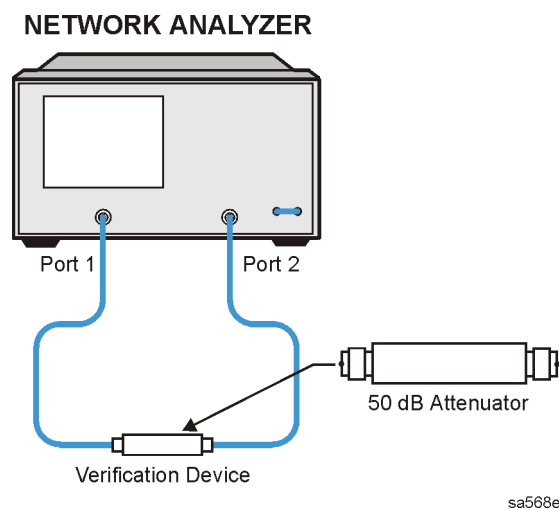 NETWORK ANALYZER
Port 1
Port 2
50 dB Attenuator
Verification Device
sa568e